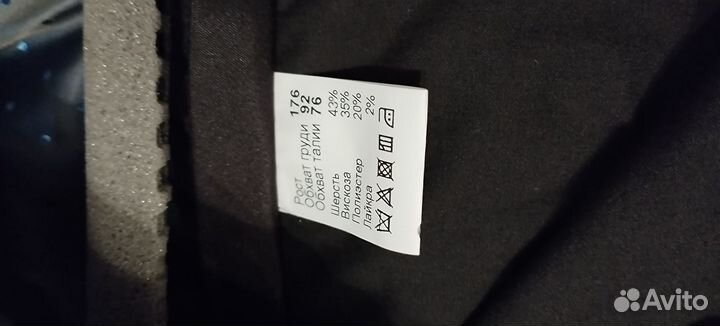 Рост 176
Обхват груди 92
Обхват талии 76
Шерсть 43%
Вискоза 35%
Полиэстер 20%
Лайкра 2%
Avito